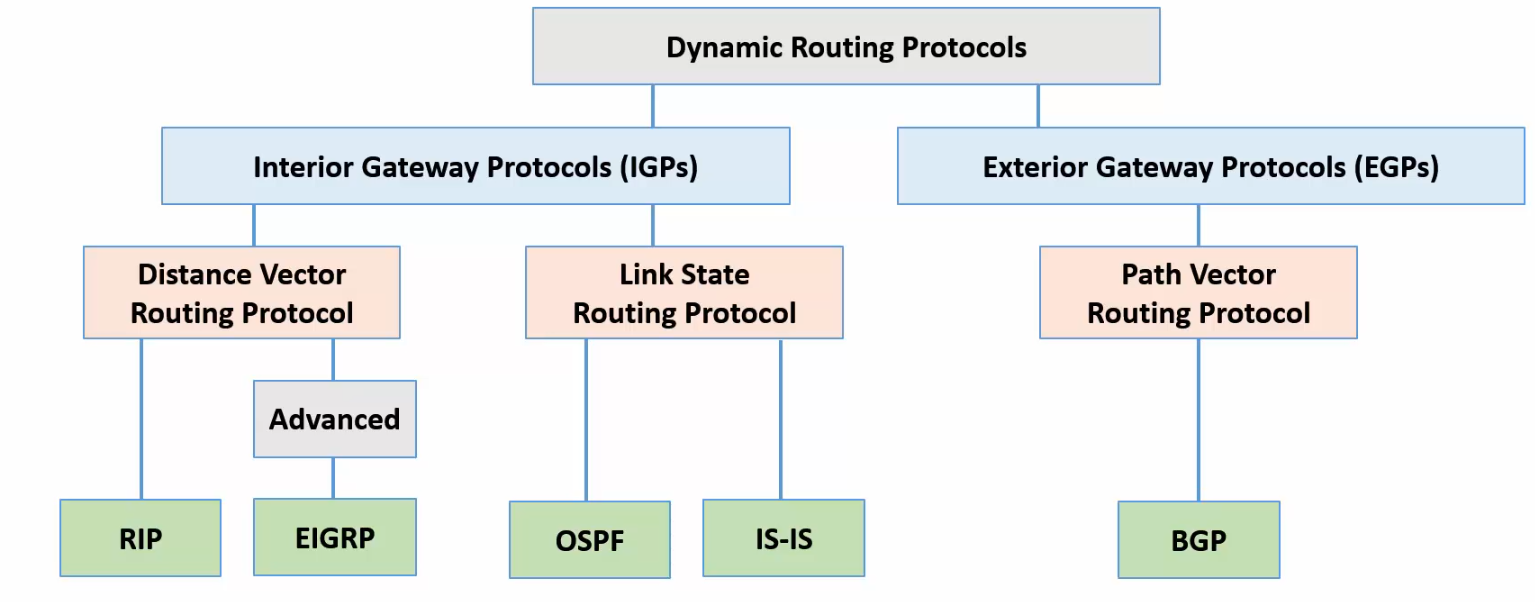 Dynamic Routing Protocols
Interior Gateway Protocols (IGPs)
Exterior Gateway Protocols (EGPs)
Distance Vector
Routing Protocol
Link State
Routing Protocol
Path Vector
Routing Protocol
Advanced
RIP
EIGRP
OSPF
IS-IS
BGP